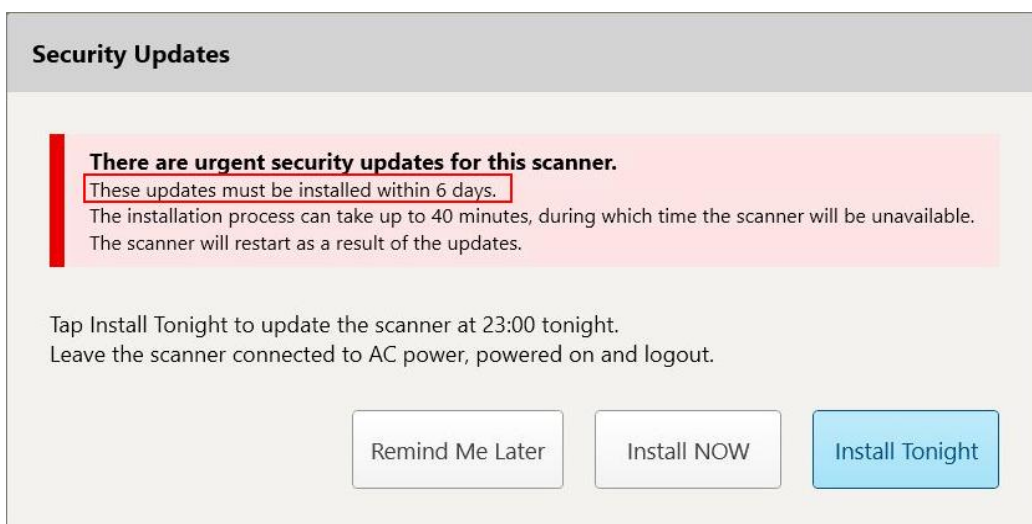 Security Updates
There are urgent security updates for this scanner.
These updates must be installed within 6 days.
The installation process can take up to 40 minutes, during which time the scanner will be unavailable.
The scanner will restart as a result of the updates.
Tap Install Tonight to update the scanner at 23:00 tonight.
Leave the scanner connected to AC power, powered on and logout.
Remind Me Later
Install NOW
Install Tonight